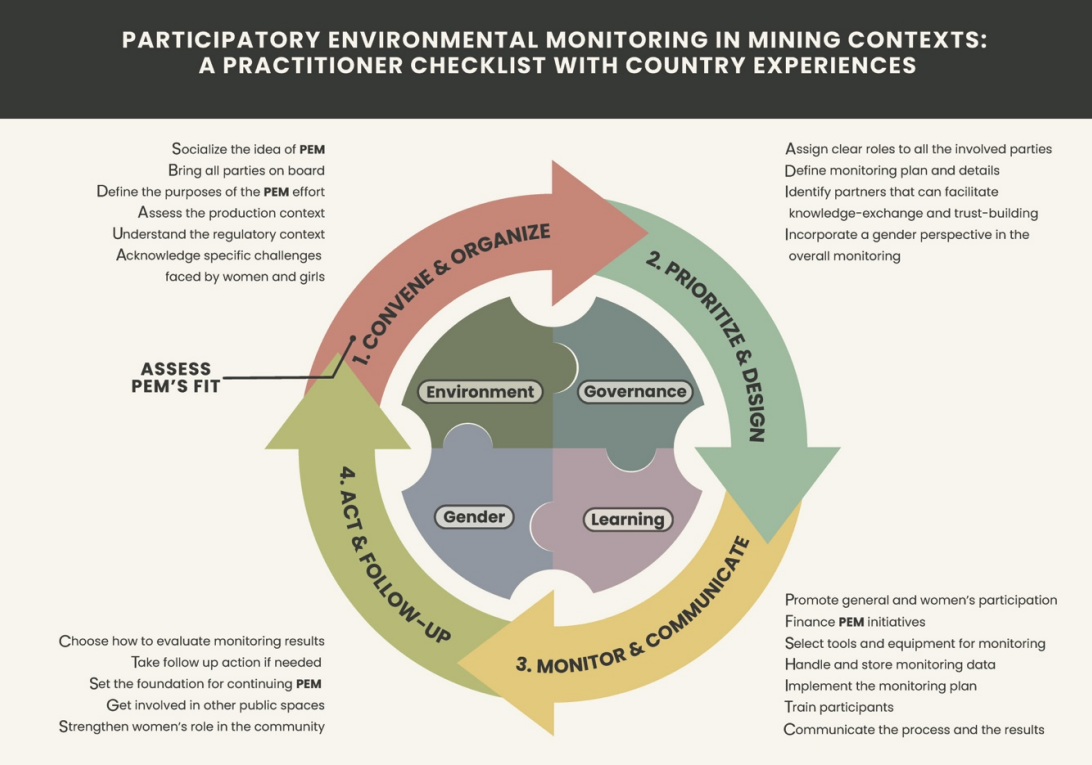 PARTICIPATORY ENVIRONMENTAL MONITORING IN MINING CONTEXTS:
A PRACTITIONER CHECKLIST WITH COUNTRY EXPERIENCES
Socialize the idea of PEM
Bring all parties on board
Define the purposes of the PEM effort
Assess the production context
Understand the regulatory context
Acknowledge specific challenges
faced by women and girls
Assign clear roles to all the involved parties
Define monitoring plan and details
Identify partners that can facilitate
knowledge-exchange and trust-building
Incorporate a gender perspective in the
overall monitoring
1. CONVENE & ORGANIZE
2. PRIORITIZE & DESIGN
ASSESS
PEM'S FIT
Environment
Governance
Gender
Learning
3. MONITOR & COMMUNICATE
4. ACT & FOLLOW-UP
Promote general and women's participation
Finance PEM initiatives
Select tools and equipment for monitoring
Handle and store monitoring data
Implement the monitoring plan
Train participants
Communicate the process and the results
Choose how to evaluate monitoring results
Take follow up action if needed
Set the foundation for continuing PEM
Get involved in other public spaces
Strengthen women's role in the community